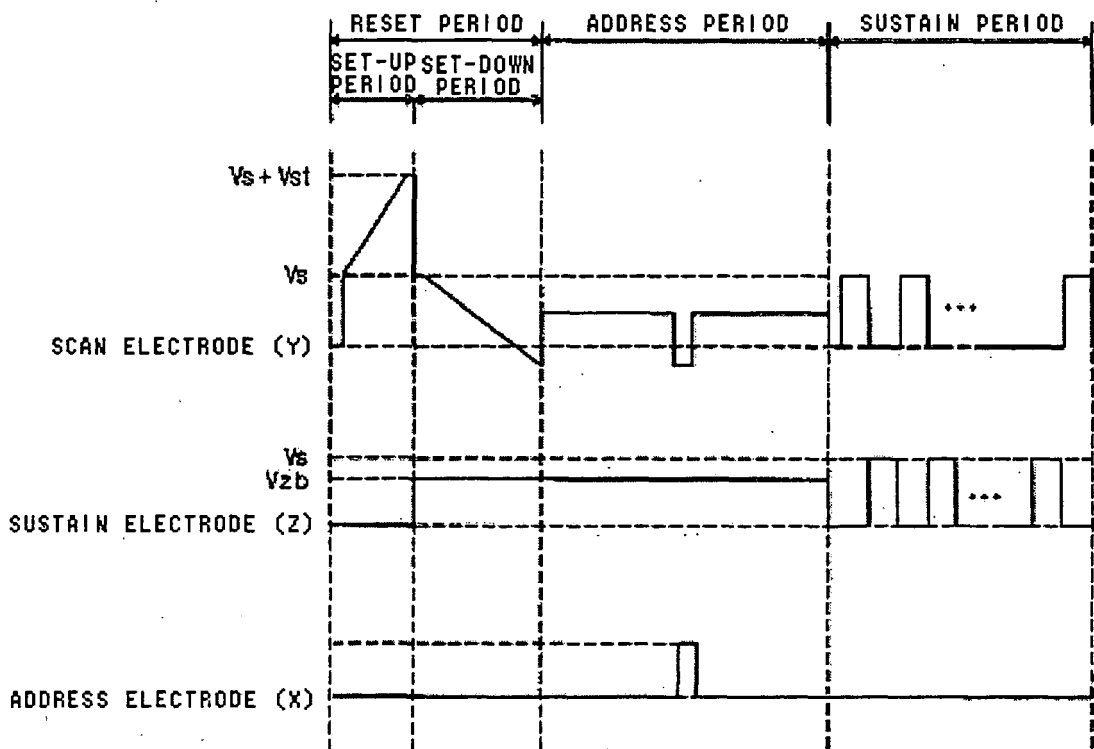 RESET PERIOD ADDRESS PERIOD SUSTAIN PERIOD
SET-UP PERIOD SET-DOWN PERIOD
Vs + Vst
Vs
SCAN ELECTRODE (Y)
Vs
Vzb
SUSTAIN ELECTRODE (Z)
ADDRESS ELECTRODE (X)